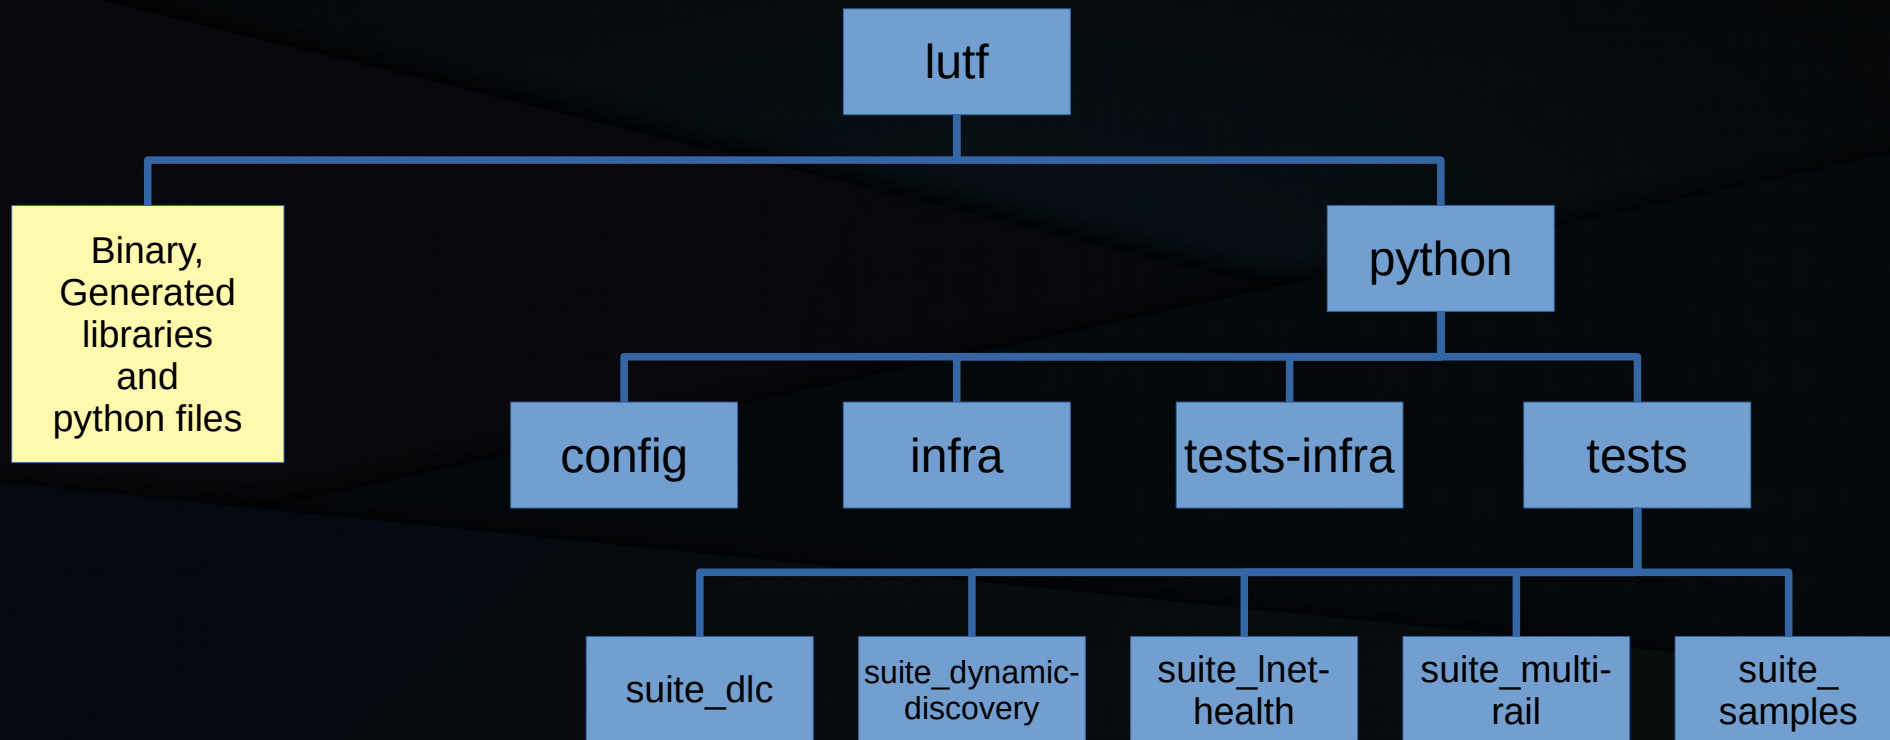 lutf
Binary,
Generated
libraries
and
python files
python
config
infra
tests-infra
tests
suite_dlc
suite_dynamic-
discovery
suite_lnet-
health
suite_multi-
rail
suite_
samples